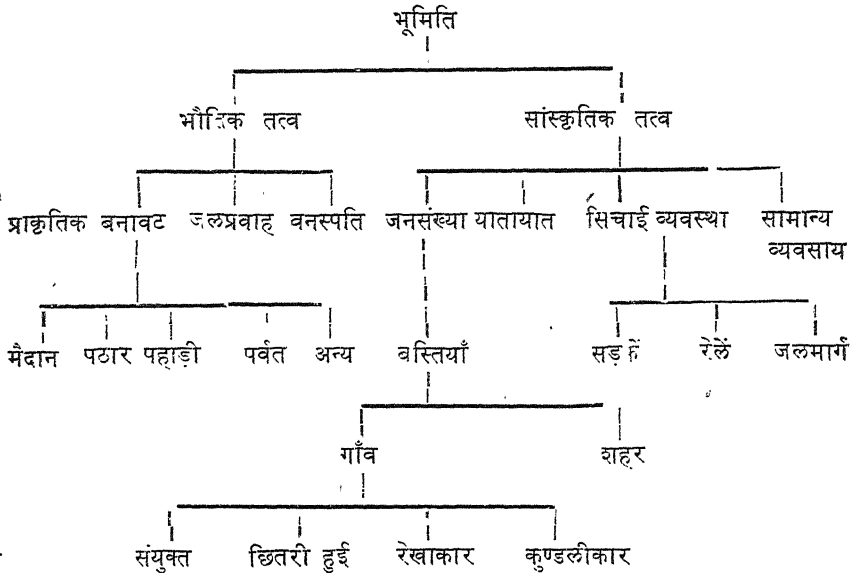 भूमिति
भौतिक तत्व सांस्कृतिक तत्व
प्राकृतिक बनावट जलप्रवाह वनस्पति जनसंख्या यातायात सिचाई व्यवस्था सामान्य
व्यवसाय
मैदान पठार पहाड़ी पर्वत अन्य बस्तियाँ सड़कें रेलें जलमार्ग
गाँव शहर
संयुक्त छितरी हुई रेखाकार कुण्डलीकार